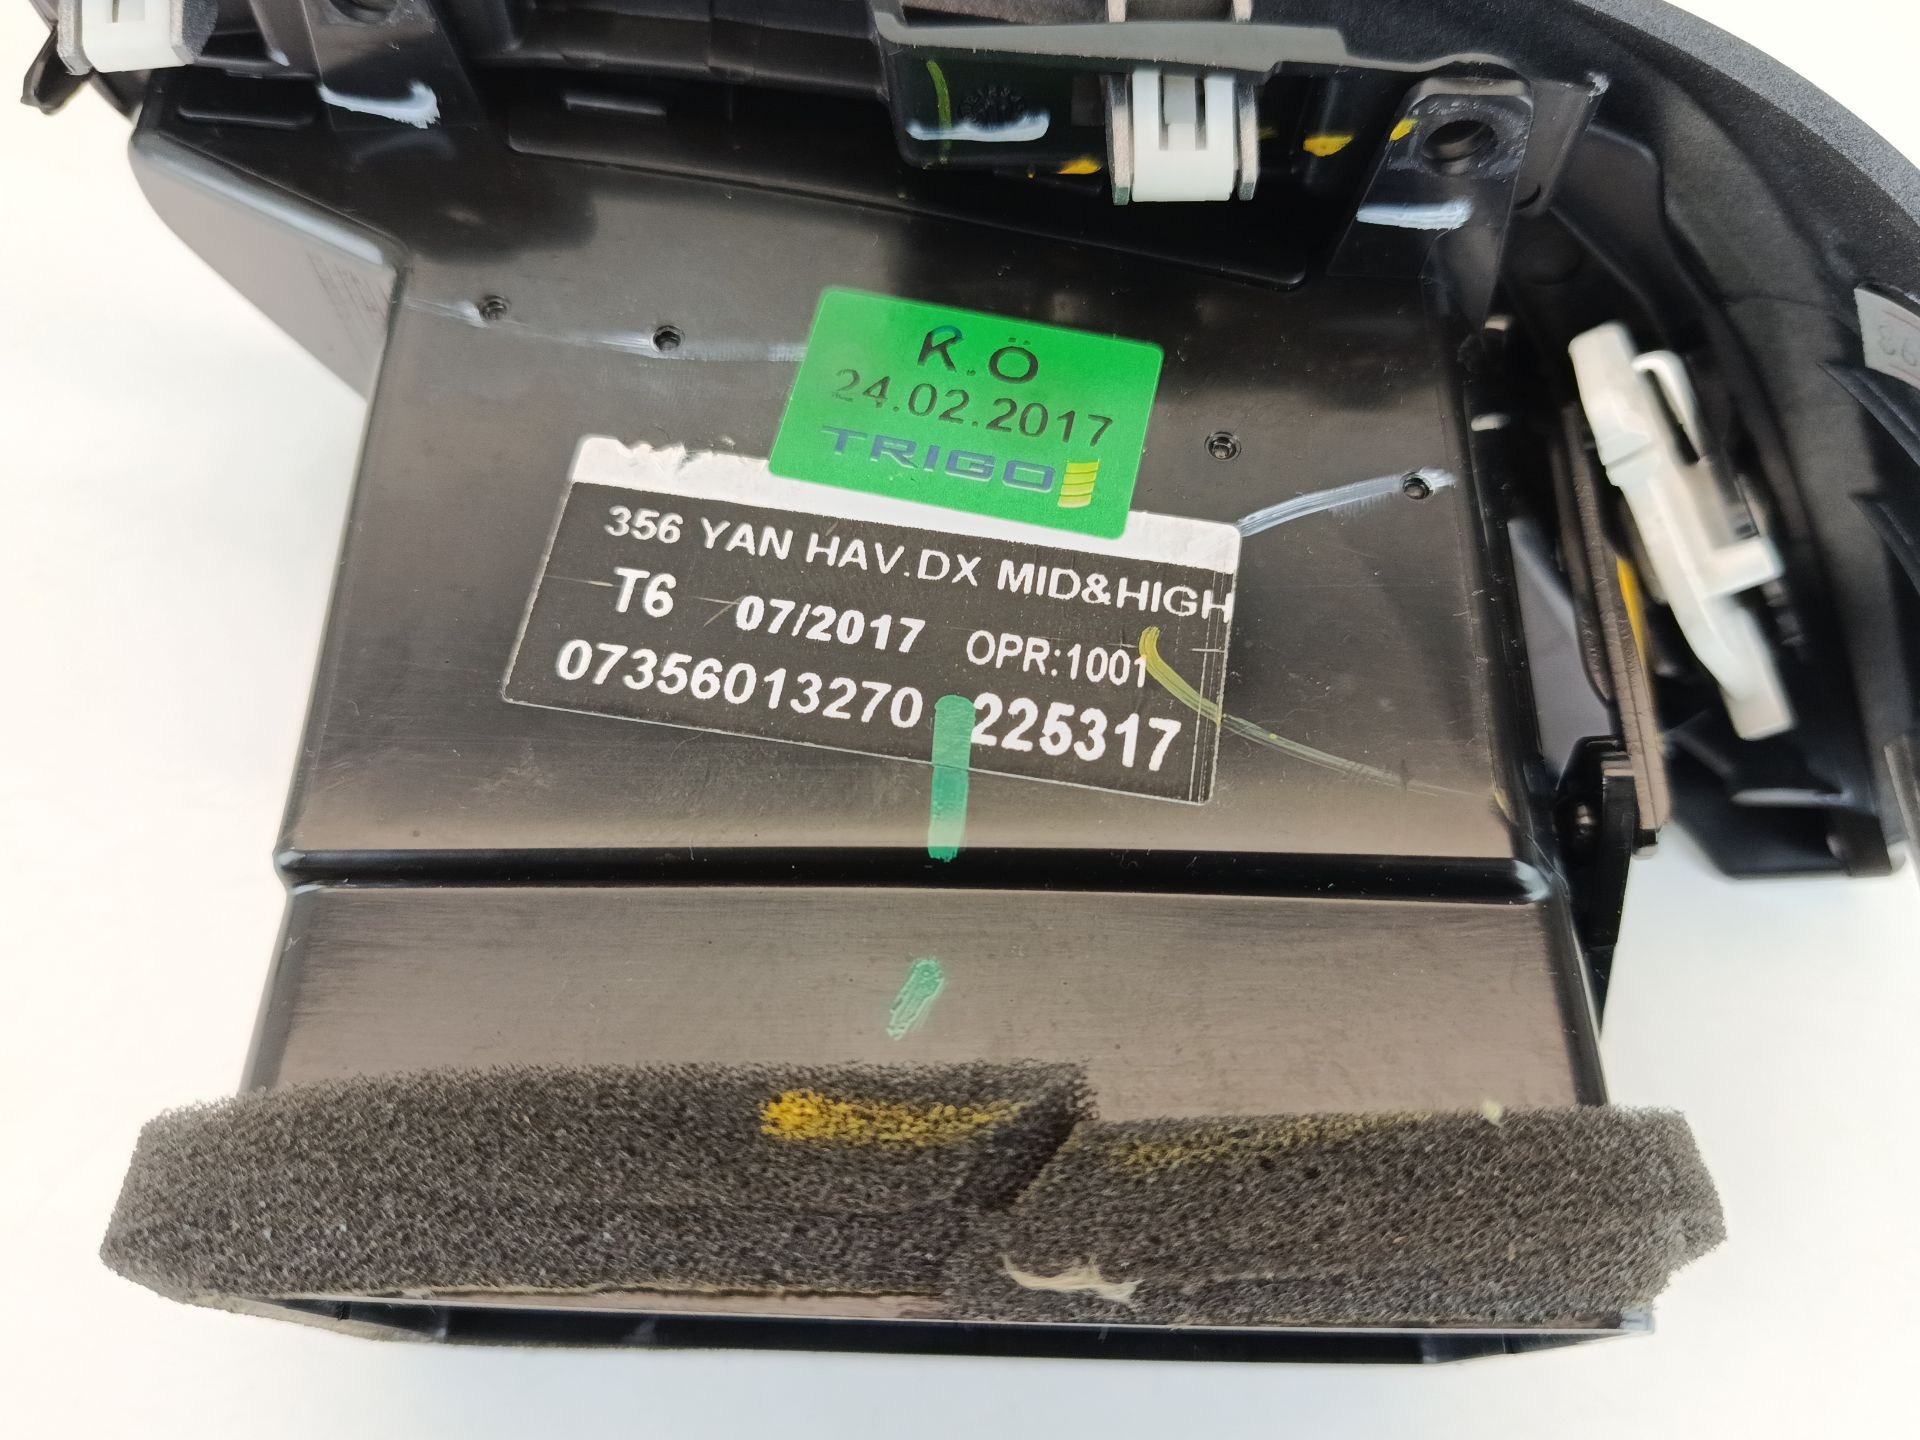 K.Ö
24.02.2017
TRIGO
356 YAN HAV.DX MID&HIGH
T6 07/2017 OPR:1001
07356013270 225317